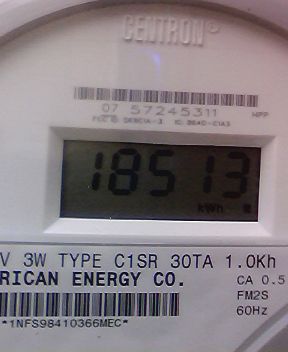 CENTRON®
07 57245311
18513
kWh
V 3W TYPE C1SR 30TA 1.0Kh
RICAN ENERGY CO.
CA 0.5
FM2S
60Hz
*1NFS98410366MEC*